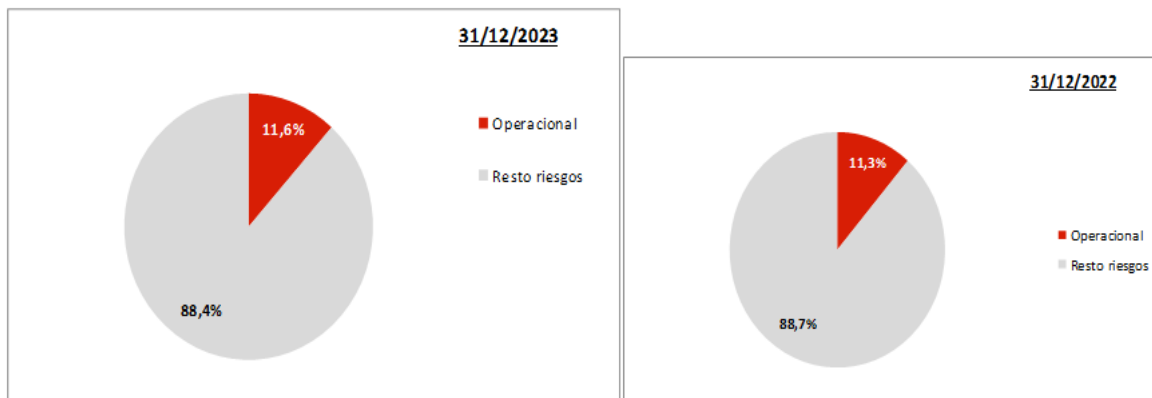 31/12/2023
11,6%
Operacional
Resto riesgos
88,4%
31/12/2022
11,3%
Operacional
Resto riesgos
88,7%